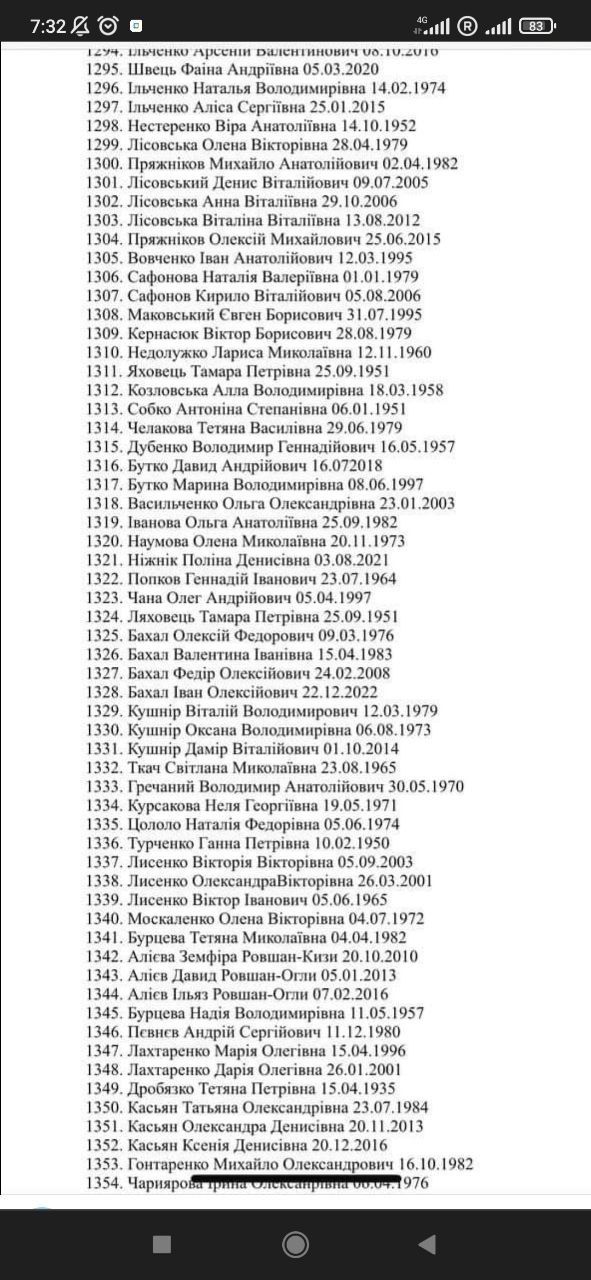 7:32 4G R 83
1294. Ільченко Арсеній Валентинович 08.10.2016
1295. Швець Фаіна Андріївна 05.03.2020
1296. Ільченко Наталья Володимирівна 14.02.1974
1297. Ільченко Аліса Сергіївна 25.01.2015
1298. Нестеренко Віра Анатоліївна 14.10.1952
1299. Лісовська Олена Вікторівна 28.04.1979
1300. Пряжніков Михайло Анатолійович 02.04.1982
1301. Лісовський Денис Віталійович 09.07.2005
1302. Лісовська Анна Віталіївна 29.10.2006
1303. Лісовська Віталіна Віталіївна 13.08.2012
1304. Пряжніков Олексій Михайлович 25.06.2015
1305. Вовченко Іван Анатолійович 12.03.1995
1306. Сафонова Наталія Валеріївна 01.01.1979
1307. Сафонов Кирило Віталійович 05.08.2006
1308. Маковський Євген Борисович 31.07.1995
1309. Кернасюк Віктор Борисович 28.08.1979
1310. Недолужко Лариса Миколаївна 12.11.1960
1311. Яховець Тамара Петрівна 25.09.1951
1312. Козловська Алла Володимирівна 18.03.1958
1313. Собко Антоніна Степанівна 06.01.1951
1314. Челакова Тетяна Василівна 29.06.1979
1315. Дубенко Володимир Геннадійович 16.05.1957
1316. Бутко Давид Андрійович 16.072018
1317. Бутко Марина Володимирівна 08.06.1997
1318. Васильченко Ольга Олександрівна 23.01.2003
1319. Іванова Ольга Анатоліївна 25.09.1982
1320. Наумова Олена Миколаївна 20.11.1973
1321. Ніжнік Поліна Денисівна 03.08.2021
1322. Попков Геннадій Іванович 23.07.1964
1323. Чана Олег Андрійович 05.04.1997
1324. Ляховець Тамара Петрівна 25.09.1951
1325. Бахал Олексій Федорович 09.03.1976
1326. Бахал Валентина Іванівна 15.04.1983
1327. Бахал Федір Олексійович 24.02.2008
1328. Бахал Іван Олексійович 22.12.2022
1329. Кушнір Віталій Володимирович 12.03.1979
1330. Кушнір Оксана Володимирівна 06.08.1973
1331. Кушнір Дамір Віталійович 01.10.2014
1332. Ткач Світлана Миколаївна 23.08.1965
1333. Гречаний Володимир Анатолійович 30.05.1970
1334. Курсакова Неля Георгіївна 19.05.1971
1335. Цололо Наталія Федорівна 05.06.1974
1336. Турченко Ганна Петрівна 10.02.1950
1337. Лисенко Вікторія Вікторівна 05.09.2003
1338. Лисенко ОлександраВікторівна 26.03.2001
1339. Лисенко Віктор Іванович 05.06.1965
1340. Москаленко Олена Вікторівна 04.07.1972
1341. Бурцева Тетяна Миколаївна 04.04.1982
1342. Алієва Земфіра Ровшан-Кизи 20.10.2010
1343. Алієв Давид Ровшан-Огли 05.01.2013
1344. Алієв Ільяз Ровшан-Огли 07.02.2016
1345. Бурцева Надія Володимирівна 11.05.1957
1346. Пєвнєв Андрій Сергійович 11.12.1980
1347. Лахтаренко Марія Олегівна 15.04.1996
1348. Лахтаренко Дарія Олегівна 26.01.2001
1349. Дробязко Тетяна Петрівна 15.04.1935
1350. Касьян Татьяна Олександрівна 23.07.1984
1351. Касьян Олександра Денисівна 20.11.2013
1352. Касьян Ксенія Денисівна 20.12.2016
1353. Гонтаренко Михайло Олександрович 16.10.1982
1354. Чариярова Ірина Олександрівна 06.04.1976